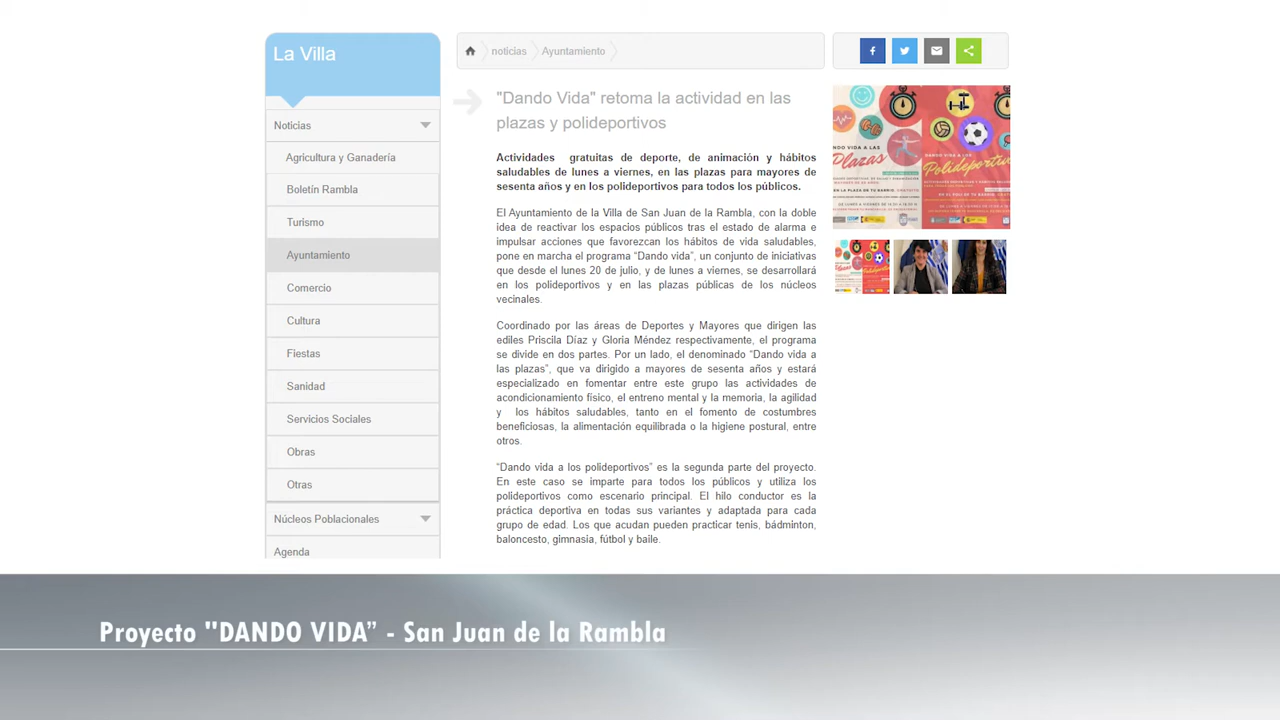 La Villa
Noticias
Agricultura y Ganadería
Boletín Rambla
Ayuntamiento
Comercio
Cultura
Fiestas
Sanidad
Servicios Sociales
Obras
Otras
Núcleos Poblacionales
Agenda
noticias
Ayuntamiento
"Dando Vida" retoma la actividad en las
plazas y polideportivos
Actividades gratuitas de deporte, de animación y hábitos
saludables de lunes a viernes, en las plazas para mayores de
sesenta años y en los polideportivos para todos los públicos.
El Ayuntamiento de la Villa de San Juan de la Rambla, con la doble
idea de retomar los espacios públicos tras el estado de alarma e
impulsar acciones que favorezcan los hábitos de vida saludables,
pone en marcha el programa “Dando vida”, un conjunto de iniciativas
que desde el lunes 20 de julio, y de lunes a viernes, se desarrollará
en los polideportivos y en las plazas públicas de los núcleos
vecinales.
Coordinado por las áreas de Deportes y Mayores que dirigen las
ediles Priscila Díaz y Gloria Méndez respectivamente, el programa
se divide en dos partes. Por un lado, el denominado “Dando vida a
las plazas”, que va dirigido a mayores de sesenta años y estará
especializado en fomentar entre este grupo las actividades de
acondicionamiento físico, el entreno mental y la memoria, la agilidad
y los hábitos saludables, tanto en el fomento de costumbres
beneficiosas, la alimentación equilibrada o la higiene postural, entre
otros.
“Dando vida a los polideportivos” es la segunda parte del proyecto.
En este caso se imparte para todos los públicos y utiliza los
polideportivos como escenario principal. El hilo conductor es la
práctica deportiva en todas sus variantes y adaptada para cada
grupo de edad. Los que acudan pueden practicar tenis, bádminton,
baloncesto, gimnasia, fútbol y baile.
NDO VIDA A LAS
Plazas
DANDO VIDA A LOS
Polideportivo
Proyecto "DANDO VIDA” - San Juan de la Rambla